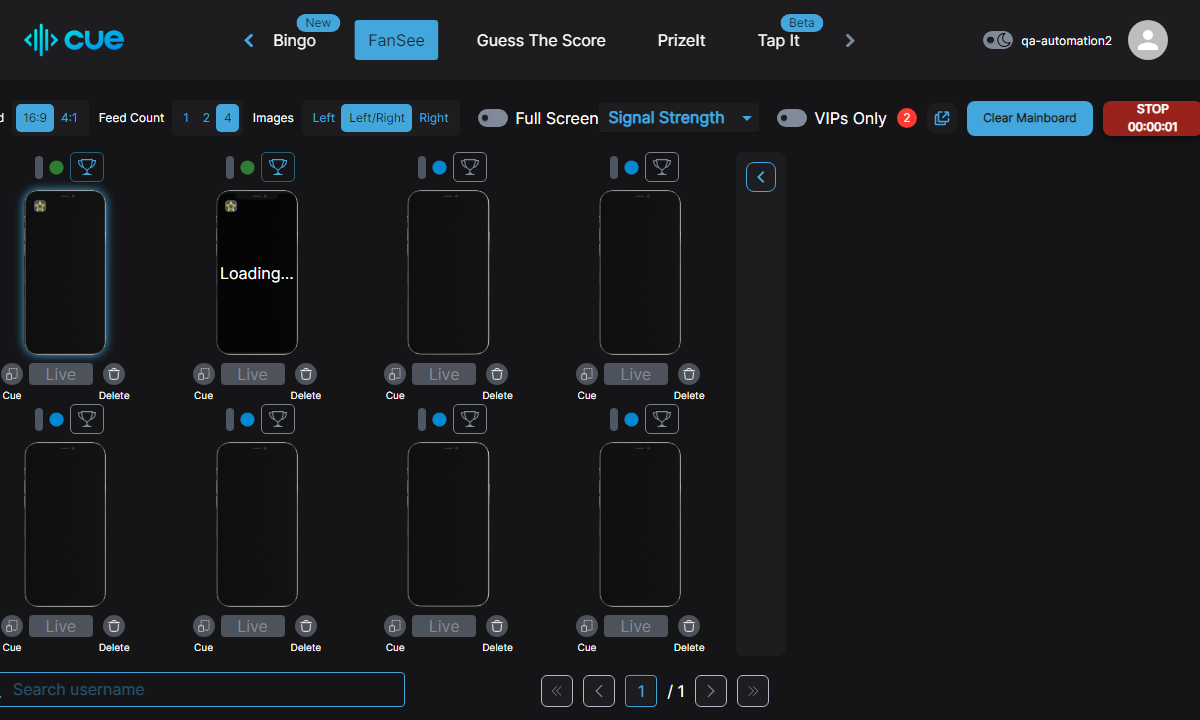 cue
Bingo
New
FanSee
Guess The Score
PrizeIt
Tap It
Beta
qa-automation2
d
16:9
4:1
Feed Count
1
2
4
Images
Left
Left/Right
Right
Full Screen
Signal Strength
VIPs Only
2
Clear Mainboard
STOP
00:00:01
Loading...
Live
Live
Live
Live
Cue
Delete
Cue
Delete
Cue
Delete
Cue
Delete
Live
Live
Live
Live
Cue
Delete
Cue
Delete
Cue
Delete
Cue
Delete
Search username
1
/ 1